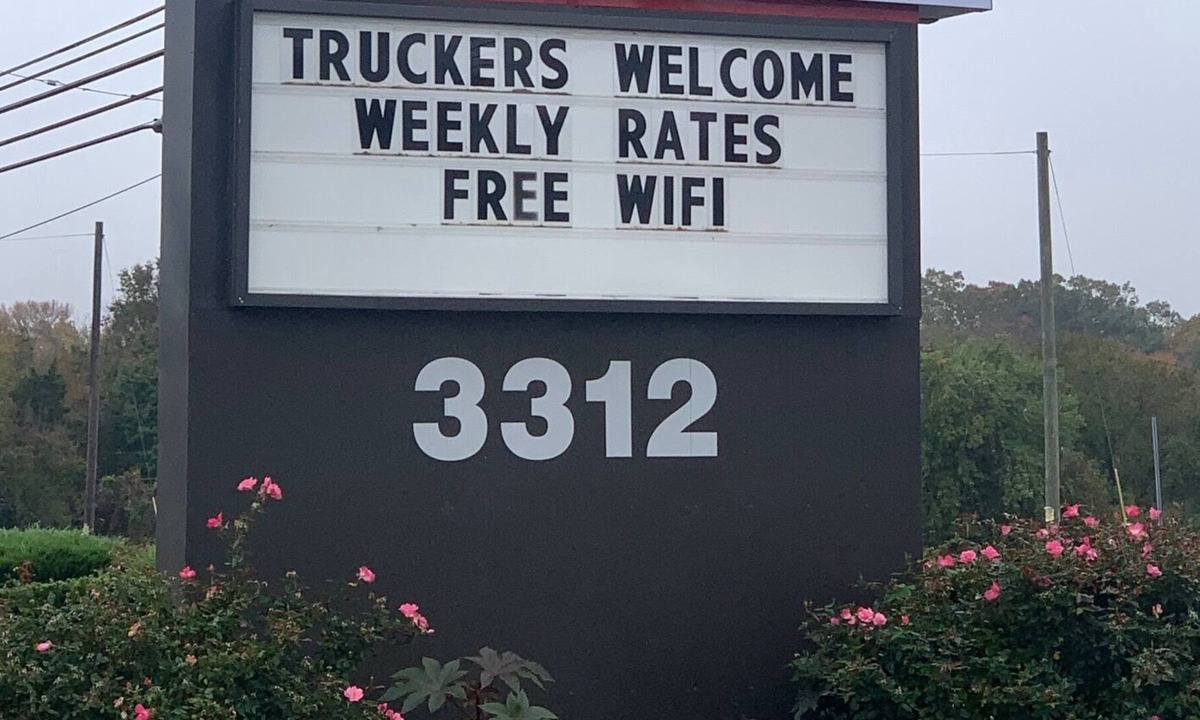 TRUCKERS WELCOME
WEEKLY RATES
FREE WIFI
3312